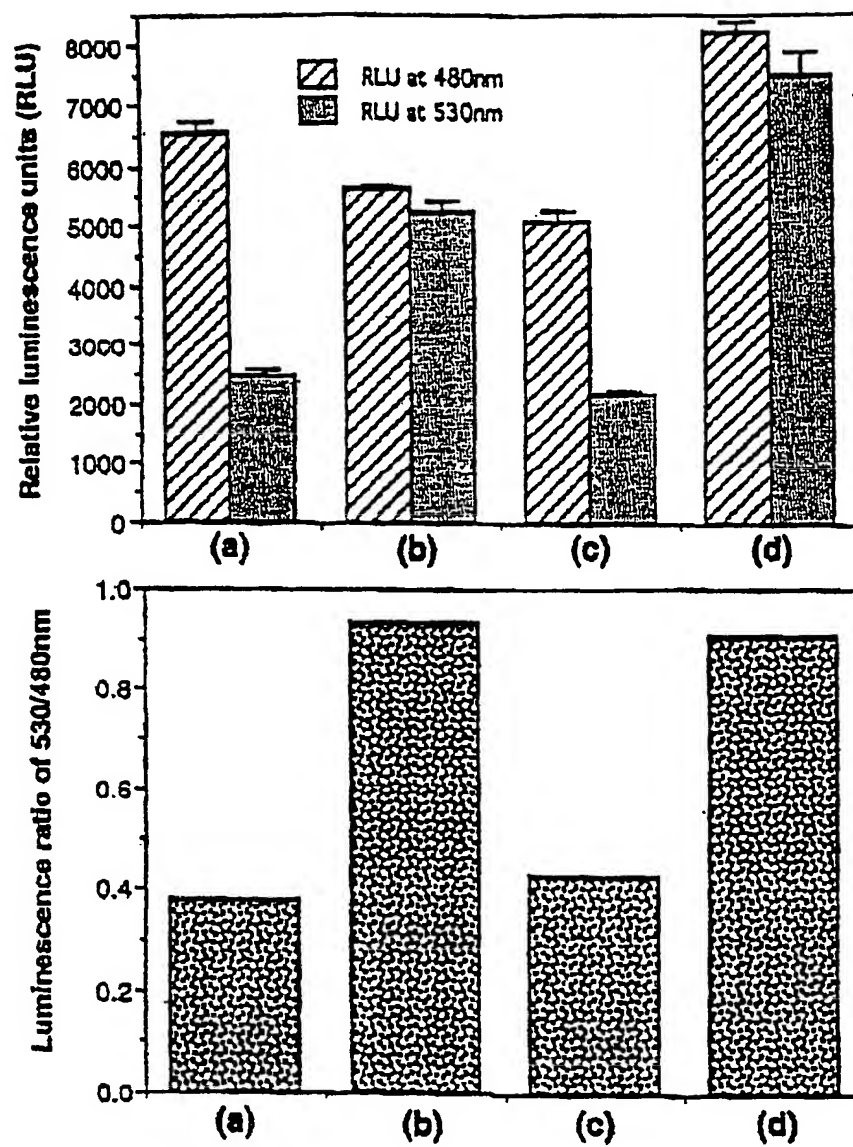 Relative luminescence units (RLU)
8000
7000
6000
5000
4000
3000
2000
1000
0
RLU at 480nm
RLU at 530nm
(a) (b) (c) (d)
Luminescence ratio of 530/480nm
1.0
0.8
0.6
0.4
0.2
0.0
(a) (b) (c) (d)